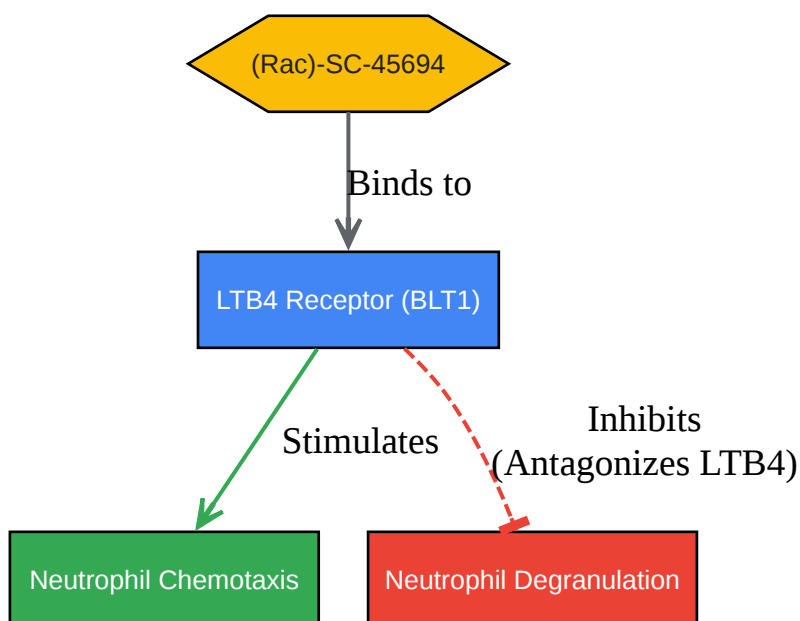 (Rac)-SC-45694
Binds to
LTB4 Receptor (BLT1)
Stimulates
Inhibits
(Antagonizes LTB4)
Neutrophil Chemotaxis
Neutrophil Degranulation